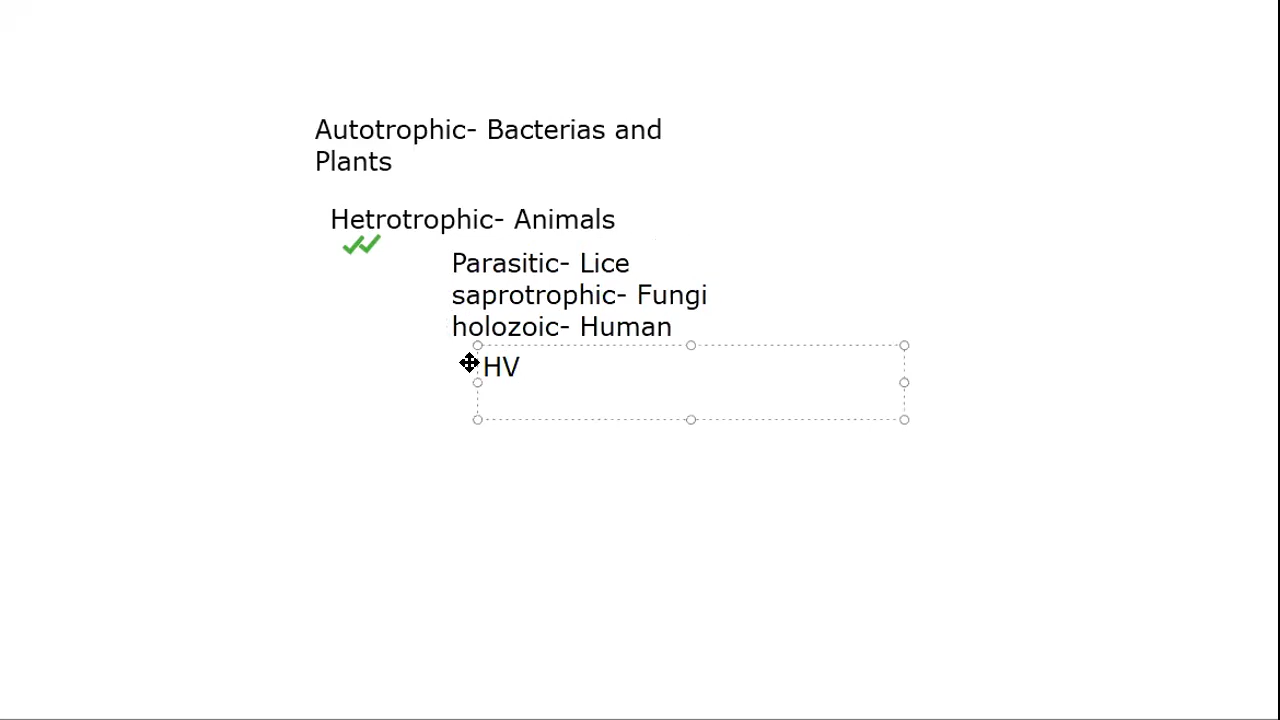 Autotrophic- Bacterias and
Plants
Hetrotrophic- Animals
Parasitic- Lice
saprotrophic- Fungi
holozoic- Human
HV